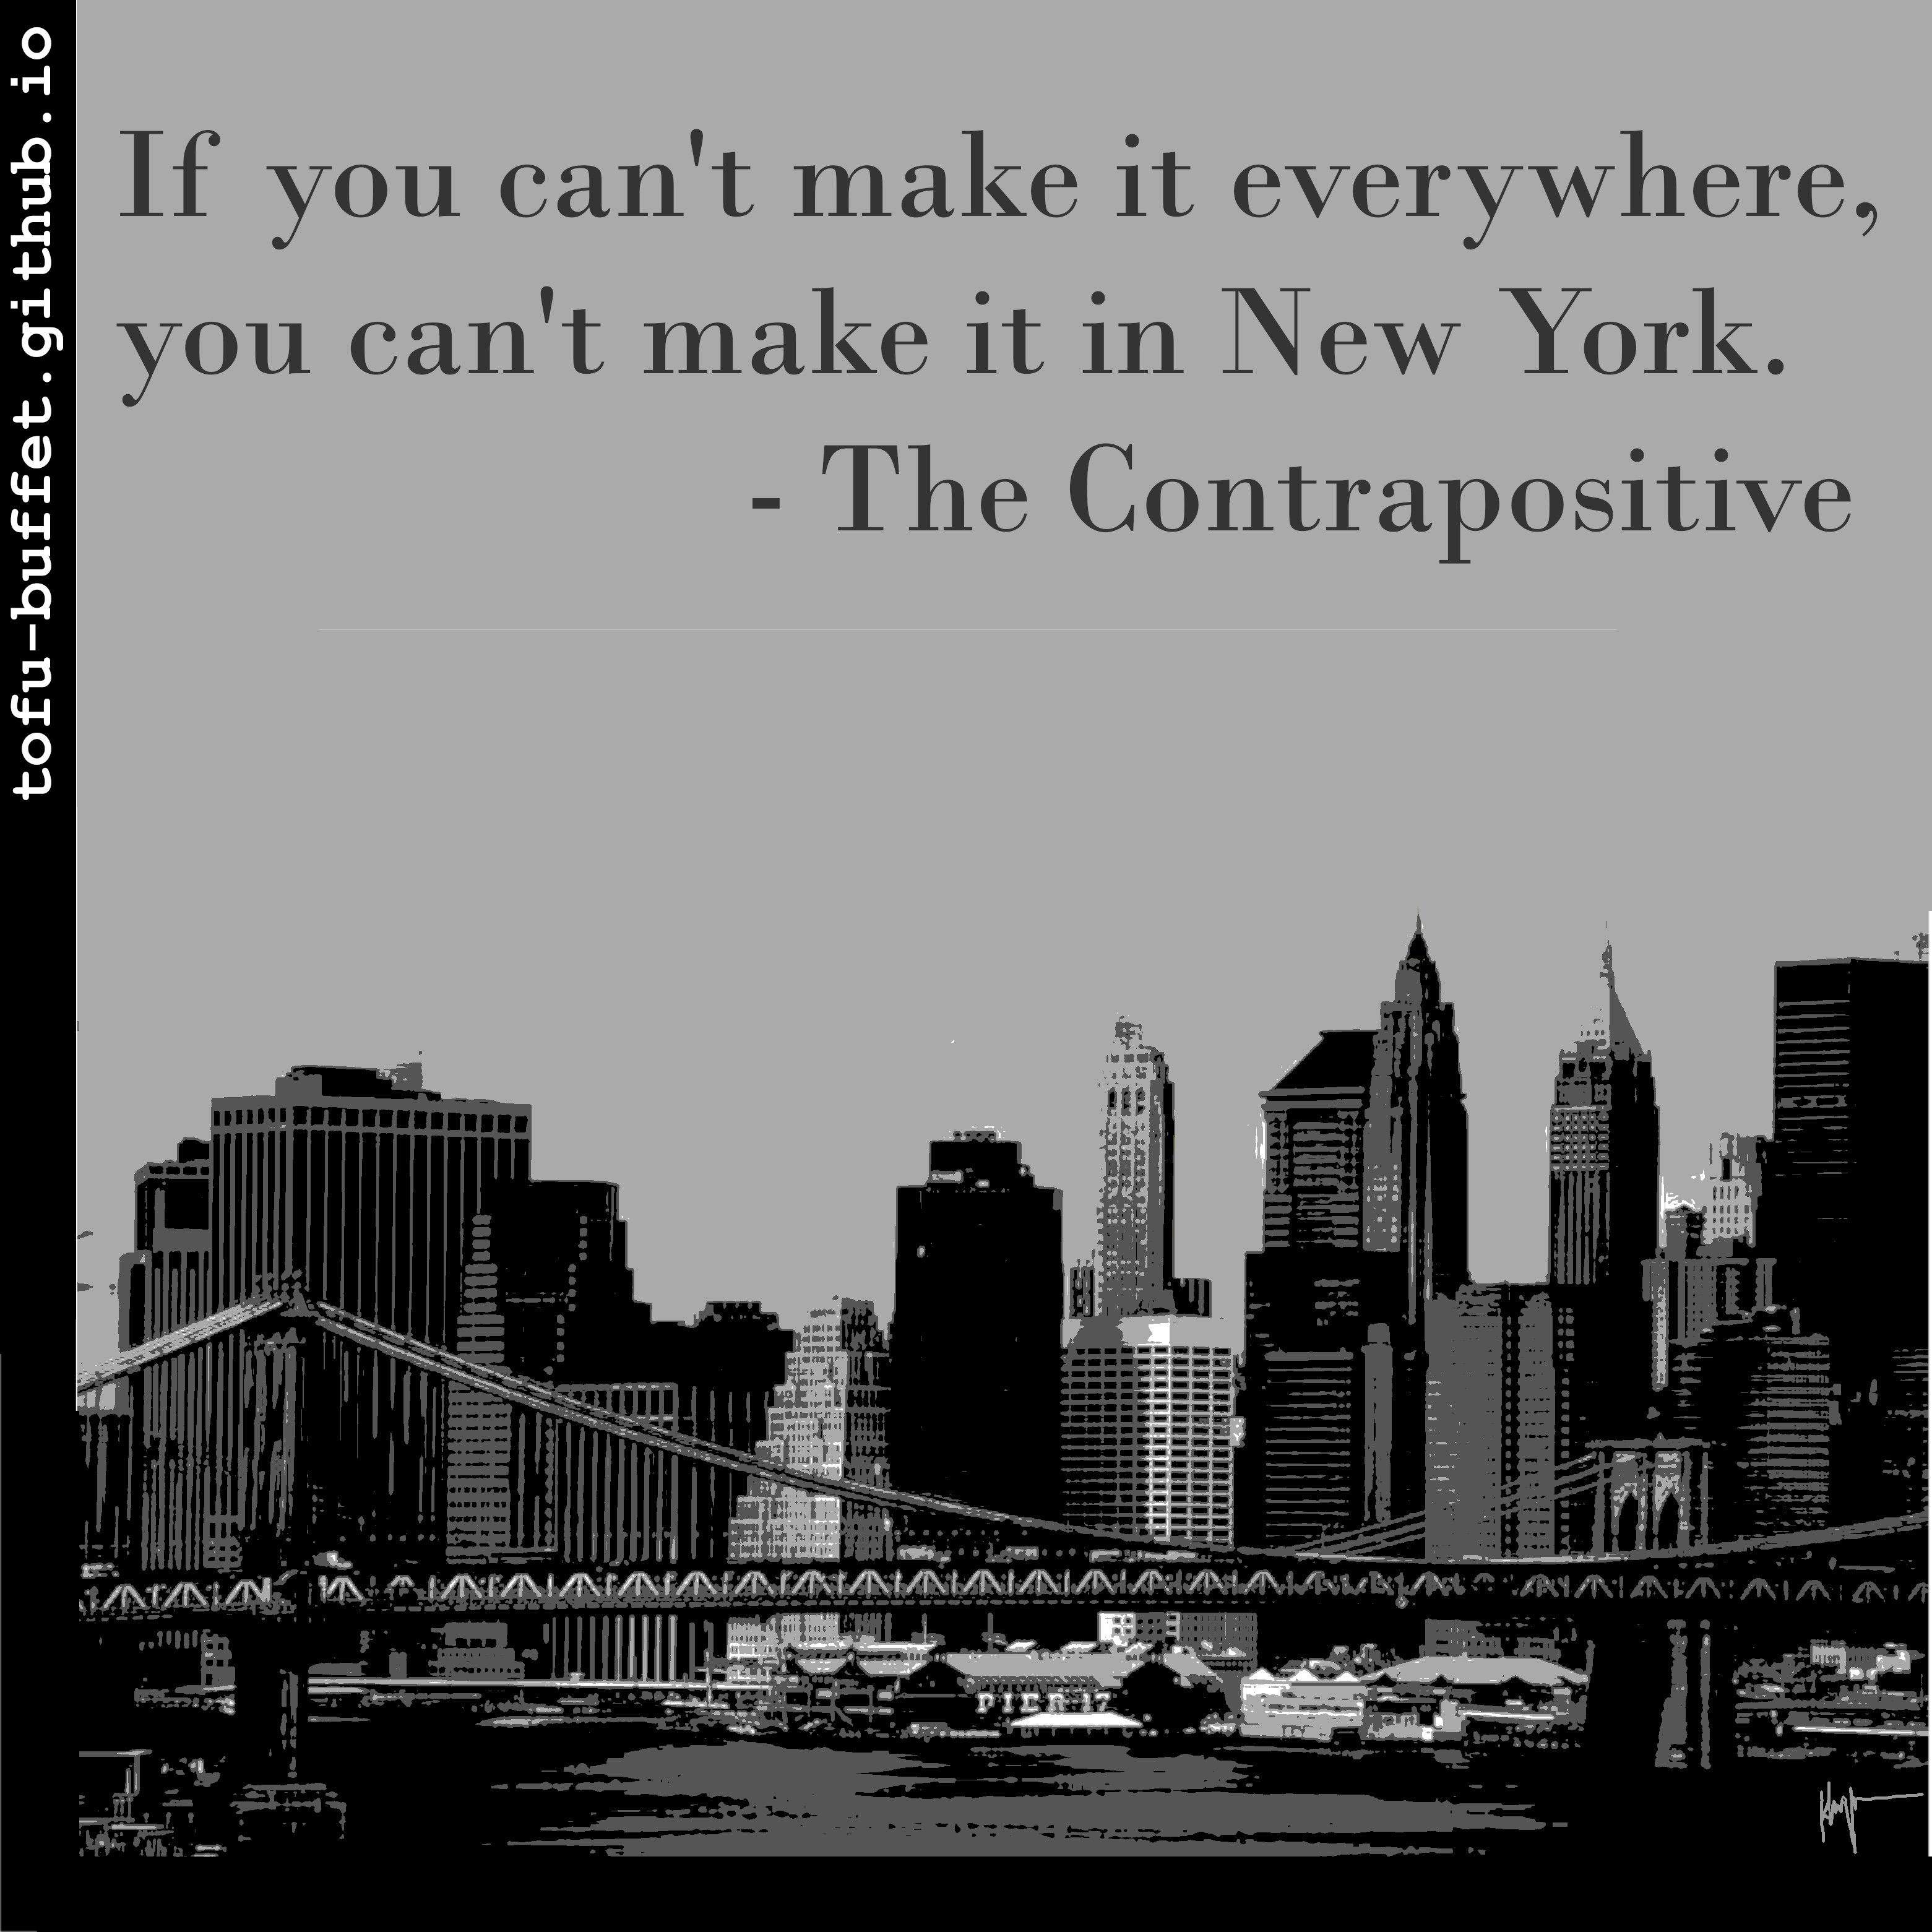 tofu-buffet.github.io
If you can't make it everywhere,
you can't make it in New York.
- The Contrapositive
PIER 17